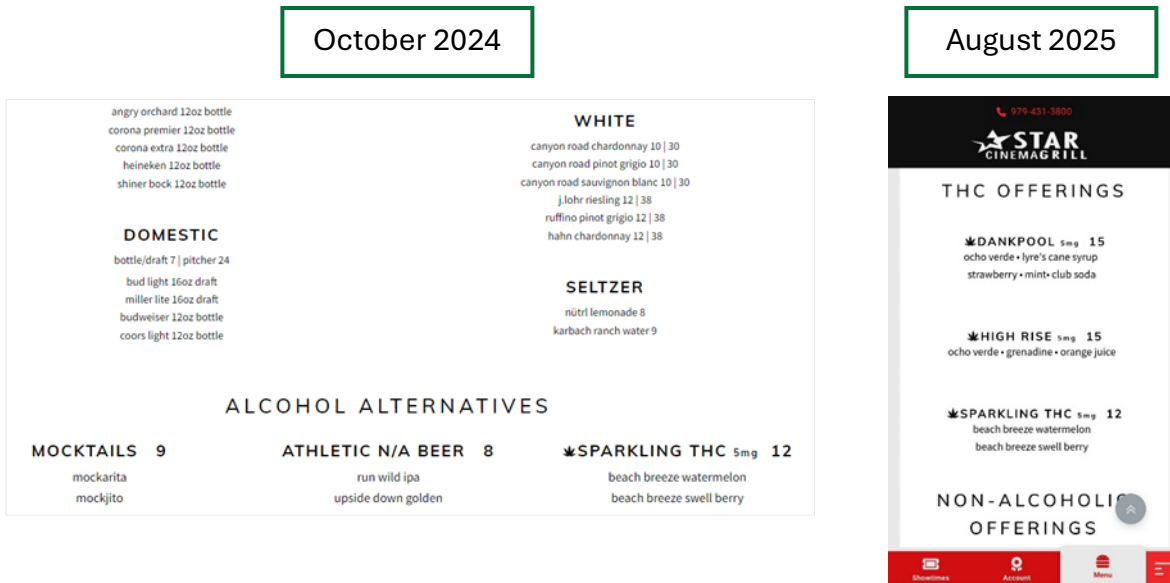 October 2024
angry orchard 12oz bottle
corona premier 12oz bottle
corona extra 12oz bottle
heineken 12oz bottle
shiner bock 12oz bottle
DOMESTIC
bottle/draft 7 | pitcher 24
bud light 16oz draft
miller lite 16oz draft
budweiser 12oz bottle
coors light 12oz bottle
WHITE
canyon road chardonnay 10 | 30
canyon road pinot grigio 10 | 30
canyon road sauvignon blanc 10 | 30
j.lohr riesling 12 | 38
ruffino pinot grigio 12 | 38
hahn chardonnay 12 | 38
SELTZER
nütrl lemonade 8
karbach ranch water 9
ALCOHOL ALTERNATIVES
MOCKTAILS 9
mockarita
mockjito
ATHLETIC N/A BEER 8
run wild ipa
upside down golden
SPARKLING THC 5mg 12
beach breeze watermelon
beach breeze swell berry
August 2025
979-431-3800
STAR
CINEMAGRILL
THC OFFERINGS
DANKPOOL 5mg 15
ocho verde • lyre's cane syrup
strawberry • mint• club soda
HIGH RISE 5mg 15
ocho verde • grenadine • orange juice
SPARKLING THC 5mg 12
beach breeze watermelon
beach breeze swell berry
NON-ALCOHOLIC
OFFERINGS
Showtimes
Account
Menu